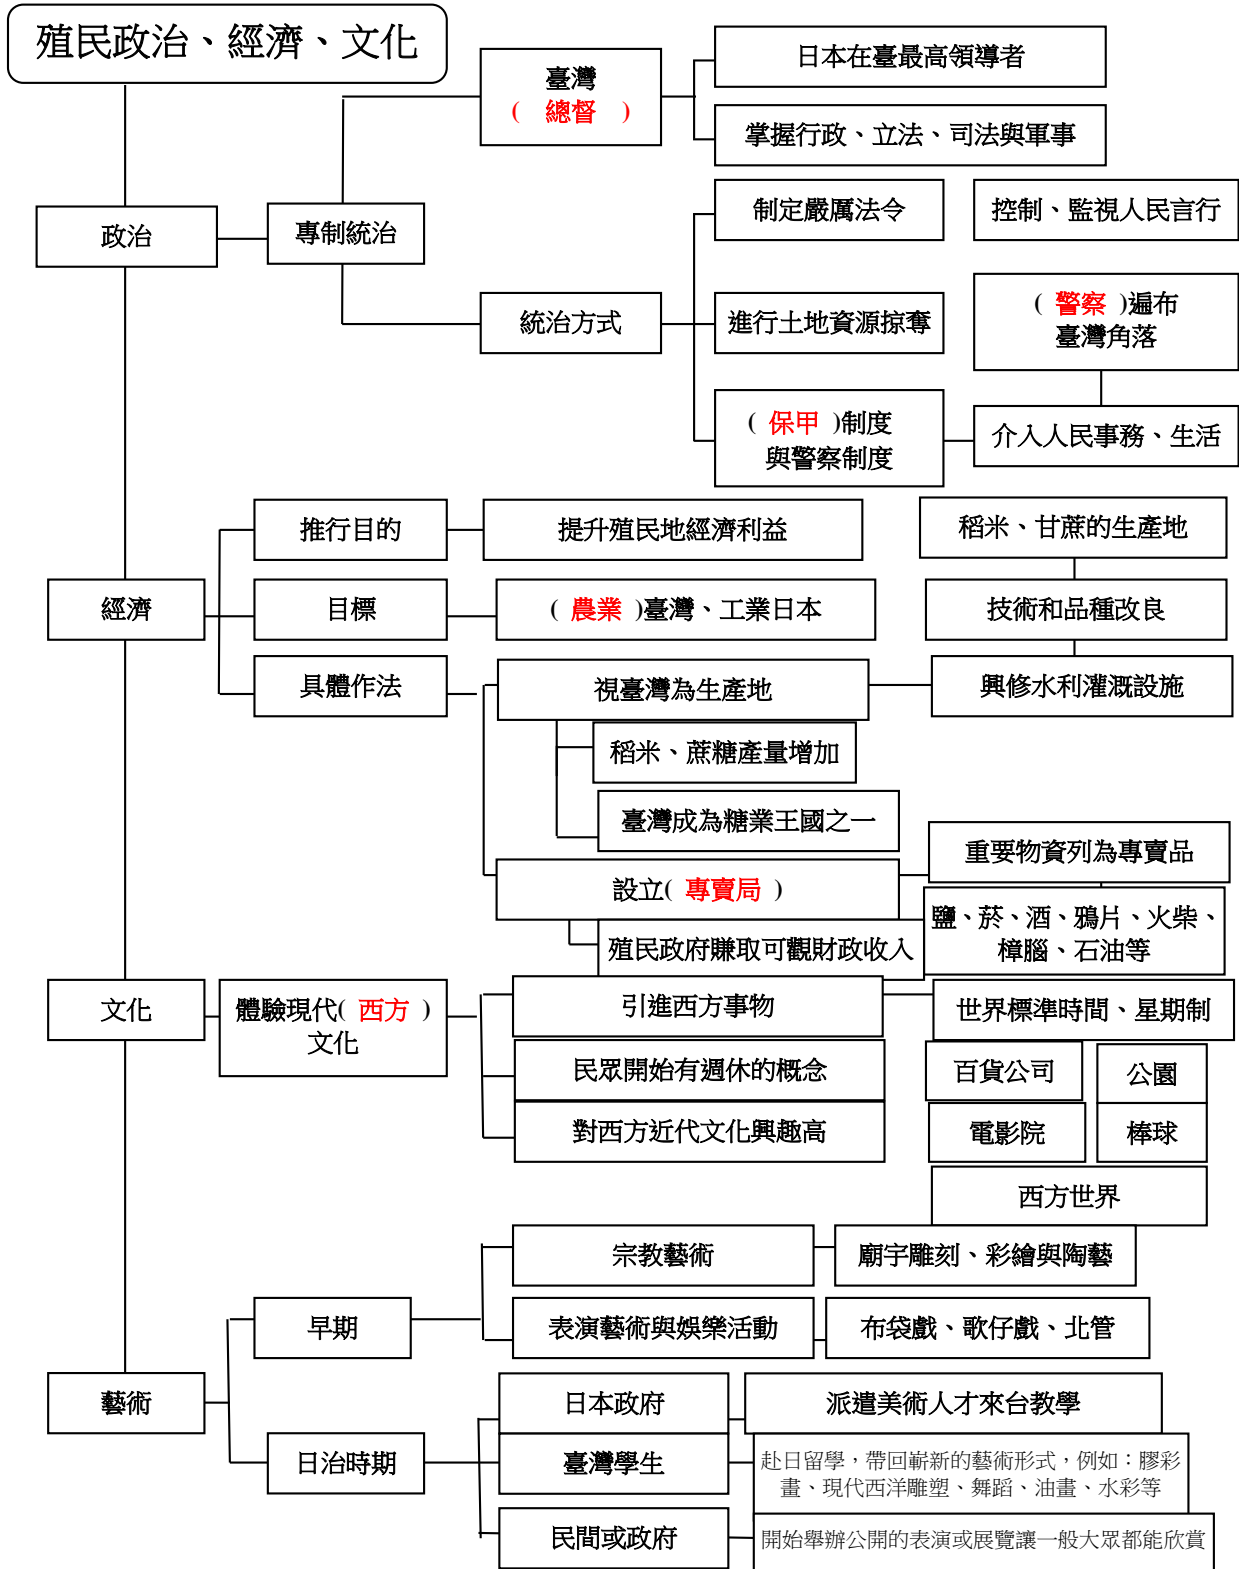 殖民政治、經濟、文化
臺灣
( 總督 )
日本在臺最高領導者
掌握行政、立法、司法與軍事
政治
專制統治
統治方式
制定嚴厲法令
控制、監視人民言行
進行土地資源掠奪
( 警察 )遍布
臺灣角落
( 保甲 )制度
與警察制度
介入人民事務、生活
經濟
推行目的
提升殖民地經濟利益
稻米、甘蔗的生產地
目標
( 農業 )臺灣、工業日本
技術和品種改良
具體作法
視臺灣為生產地
興修水利灌溉設施
稻米、蔗糖產量增加
臺灣成為糖業王國之一
設立( 專賣局 )
重要物資列為專賣品
殖民政府賺取可觀財政收入
鹽、菸、酒、鴉片、火柴、
樟腦、石油等
文化
體驗現代( 西方 )
文化
引進西方事物
世界標準時間、星期制
民眾開始有週休的概念
百貨公司
公園
對西方近代文化興趣高
電影院
棒球
西方世界
藝術
早期
宗教藝術
廟宇雕刻、彩繪與陶藝
表演藝術與娛樂活動
布袋戲、歌仔戲、北管
日治時期
日本政府
派遣美術人才來台教學
臺灣學生
赴日留學，帶回嶄新的藝術形式，例如：膠彩
畫、現代西洋雕塑、舞蹈、油畫、水彩等
民間或政府
開始舉辦公開的表演或展覽讓一般大眾都能欣賞